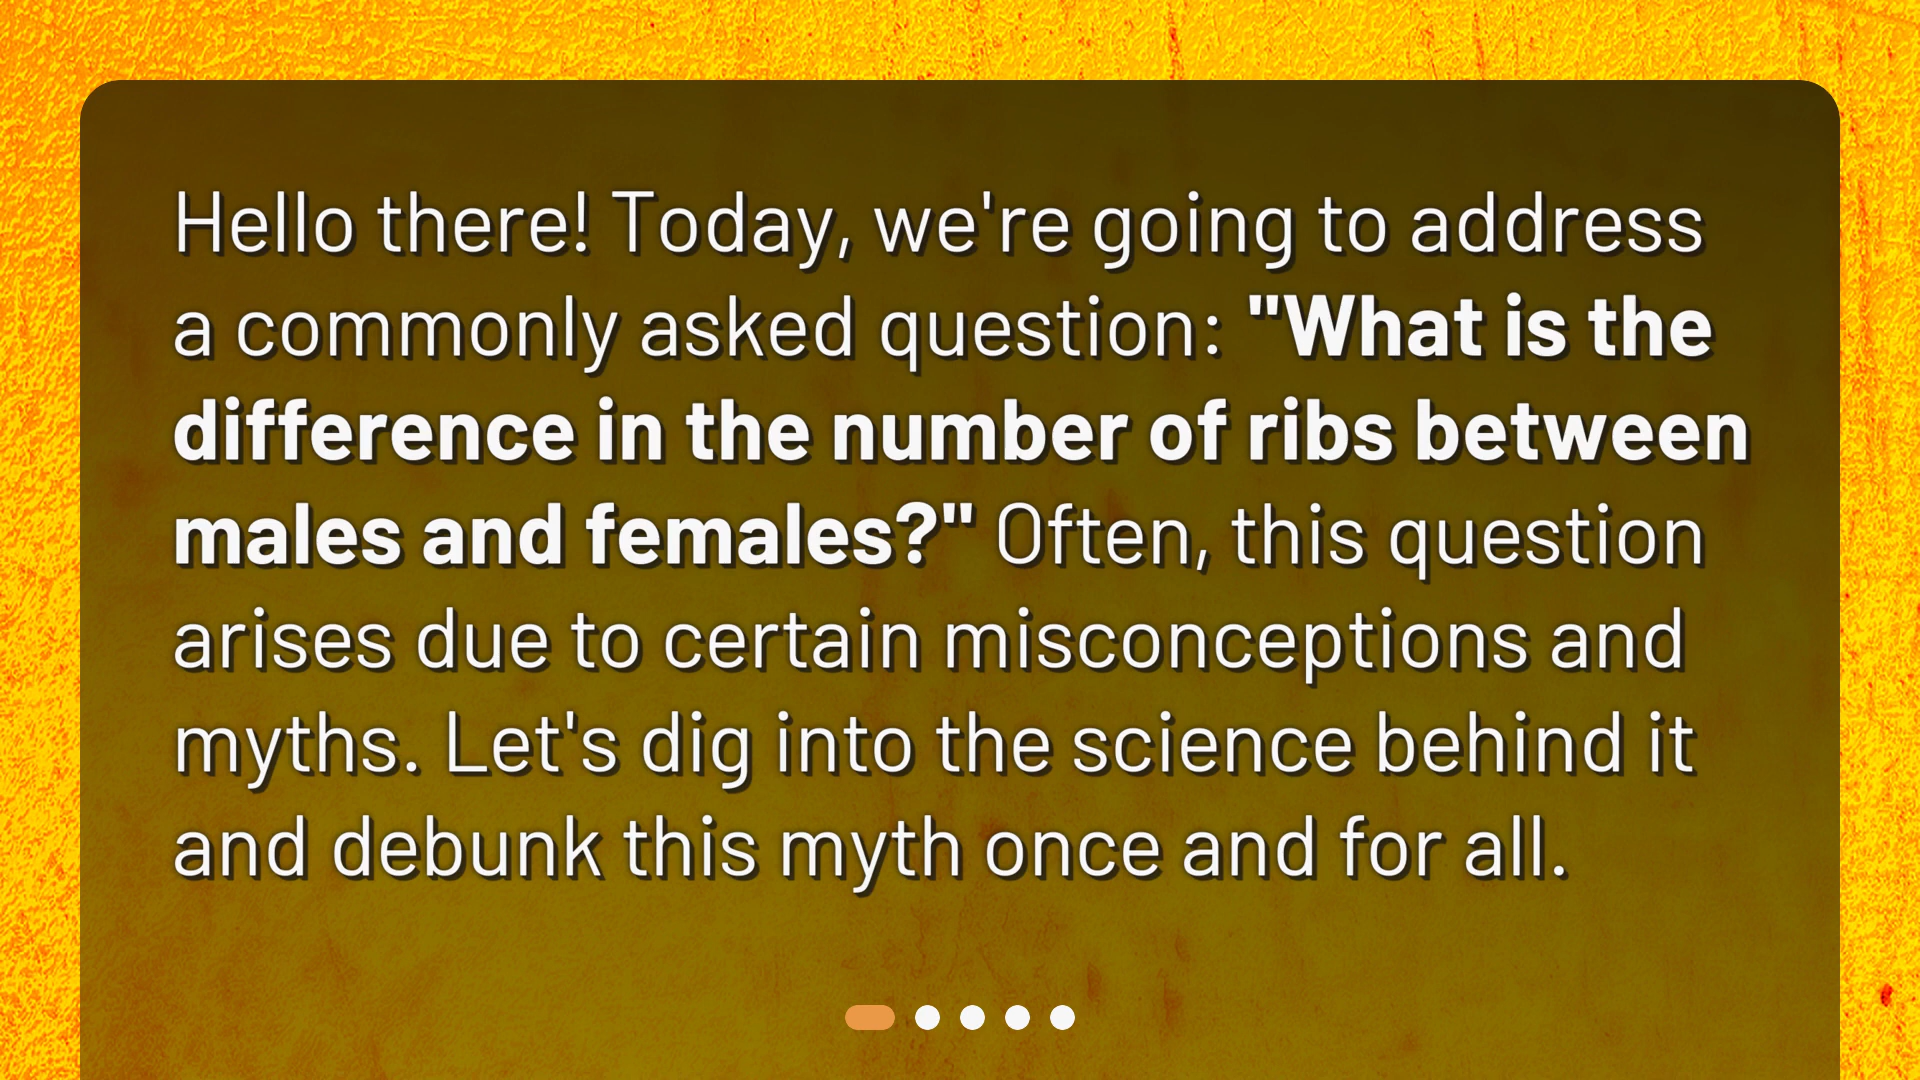 Hello there! Today, we're going to address
a commonly asked question: "What is the
difference in the number of ribs between
males and females?" Often, this question
arises due to certain misconceptions and
myths. Let's dig into the science behind it
and debunk this myth once and for all.